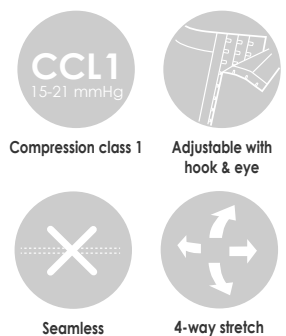 CCL1
15-21 mmHg
Compression class 1
Adjustable with
hook & eye
Seamless
4-way stretch